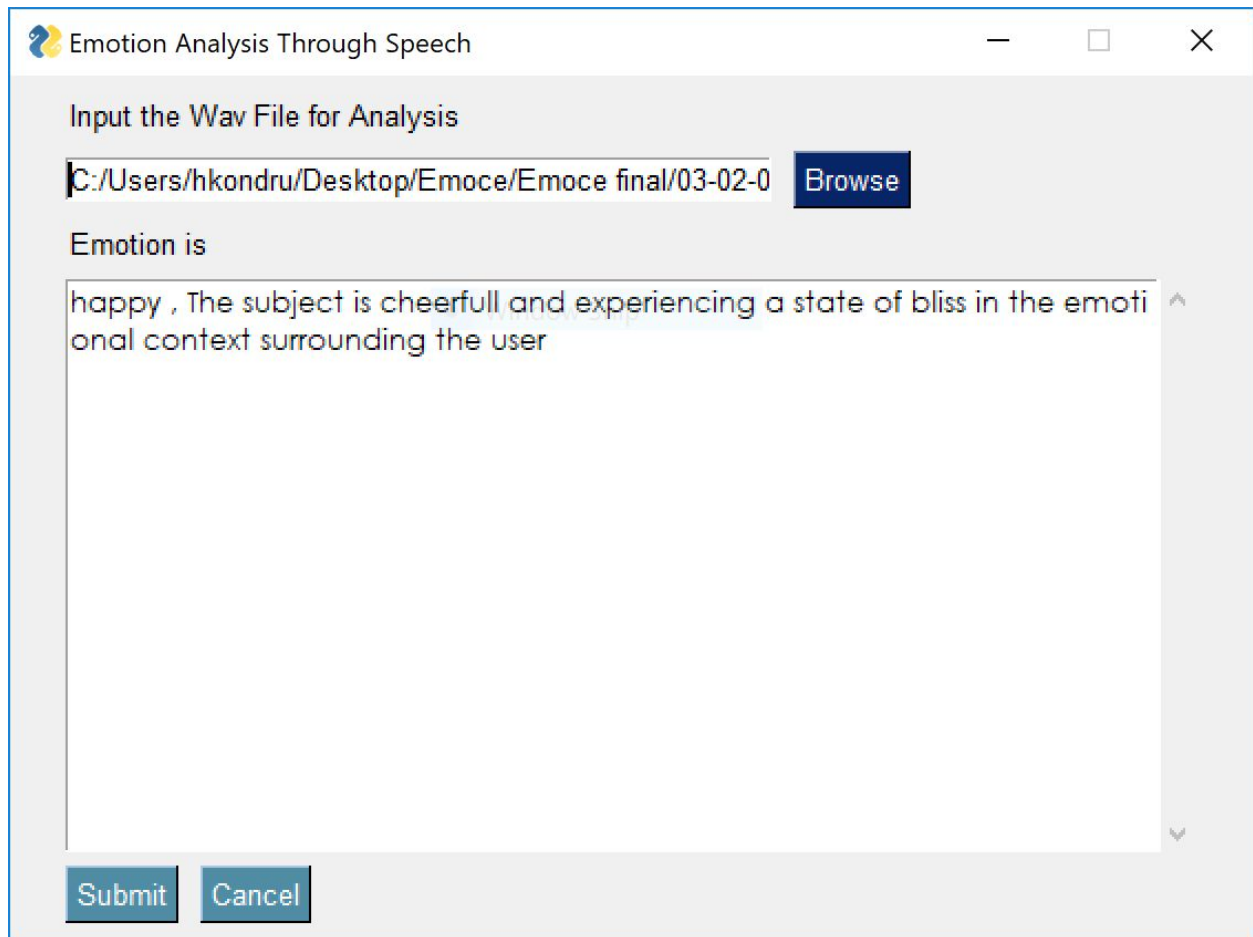 Emotion Analysis Through Speech
Input the Wav File for Analysis
C:/Users/hkondru/Desktop/Emoce/Emoce final/03-02-0 Browse
Emotion is
happy , The subject is cheerfull and experiencing a state of bliss in the emoti
onal context surrounding the user
Window Snip
Submit Cancel